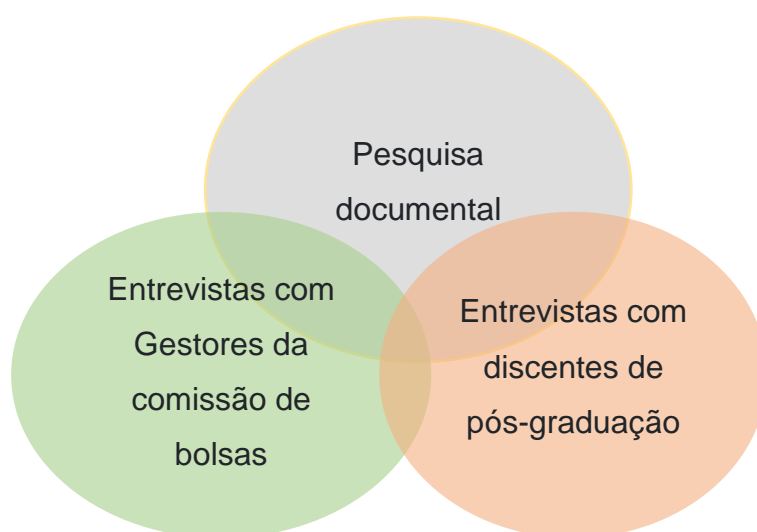 Pesquisa
documental
Entrevistas com
Gestores da
comissão de
bolsas
Entrevistas com
discentes de
pós-graduação